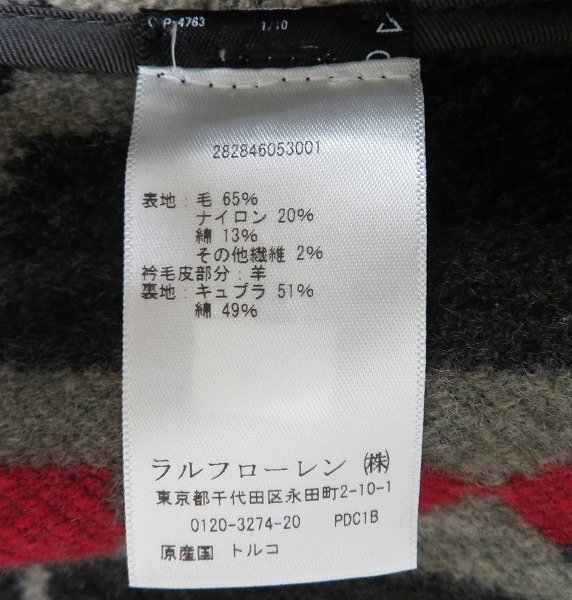 P-4763 1/10
282846053001
表地:毛 65%
ナイロン 20%
綿 13%
その他繊維 2%
衿毛皮部分:羊
裏地:キュプラ 51%
綿 49%
ラルフローレン ㈱
東京都千代田区永田町2-10-1
0120-3274-20 PDC1B
原産国 トルコ